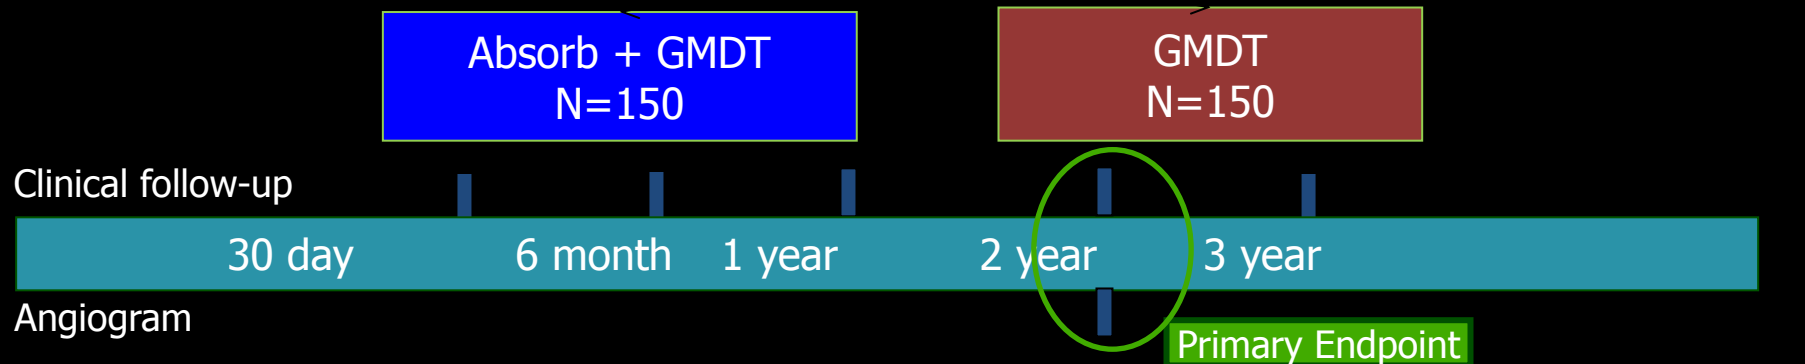 Absorb + GMDT
N=150
GMDT
N=150
Clinical follow-up
30 day 6 month 1 year 2 year 3 year
Angiogram
Primary Endpoint